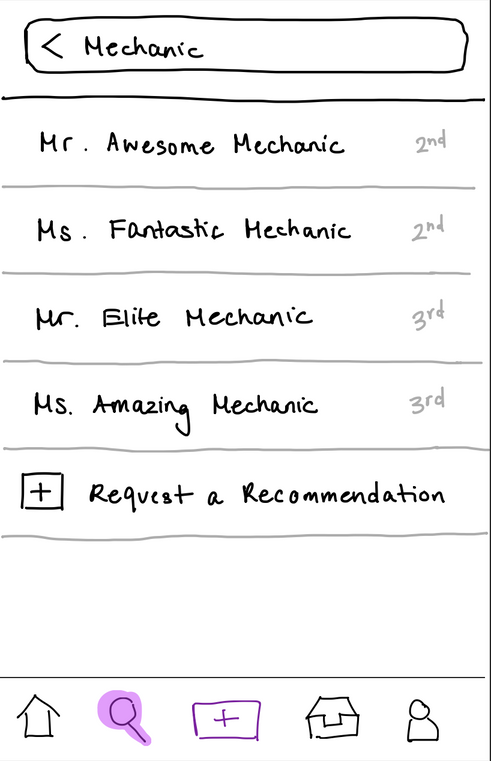 < Mechanic
Mr. Awesome Mechanic 2nd
Ms. Fantastic Mechanic 2nd
Mr. Elite Mechanic 3rd
Ms. Amazing Mechanic 3rd
+ Request a Recommendation
+